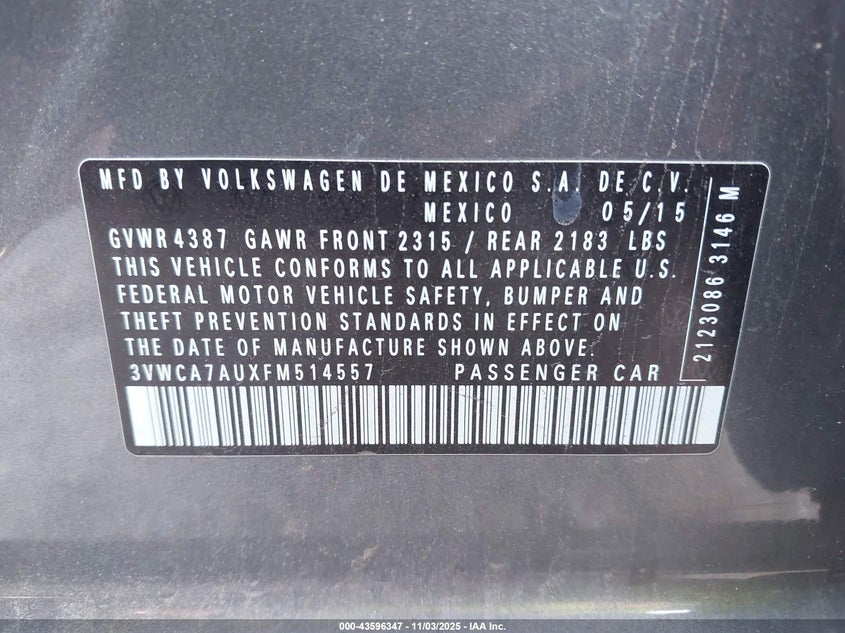 MFD BY VOLKSWAGEN DE MEXICO S.A. DE C.V.
MEXICO 05/15
GVWR 4387 GAWR FRONT 2315 / REAR 2183 LBS
THIS VEHICLE CONFORMS TO ALL APPLICABLE U.S.
FEDERAL MOTOR VEHICLE SAFETY, BUMPER AND
THEFT PREVENTION STANDARDS IN EFFECT ON
THE DATE OF MANUFACTURE SHOWN ABOVE.
3VWCA7AUXFM514557 PASSENGER CAR
2123086 3146 M
000-43596347 - 11/03/2025 - IAA Inc.